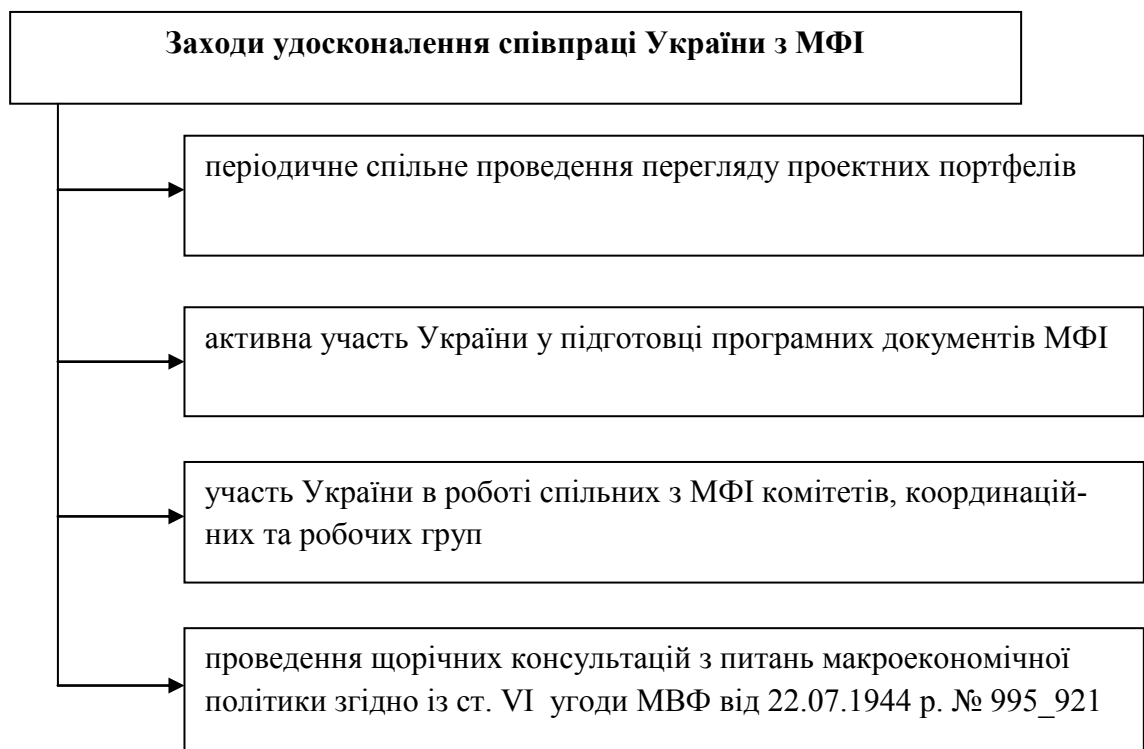 Заходи удосконалення співпраці України з МФІ
періодичне спільне проведення перегляду проектних портфелів
активна участь України у підготовці програмних документів МФІ
участь України в роботі спільних з МФІ комітетів, координацій-
них та робочих груп
проведення щорічних консультацій з питань макроекономічної
політики згідно із ст. VI угоди МВФ від 22.07.1944 р. № 995_921